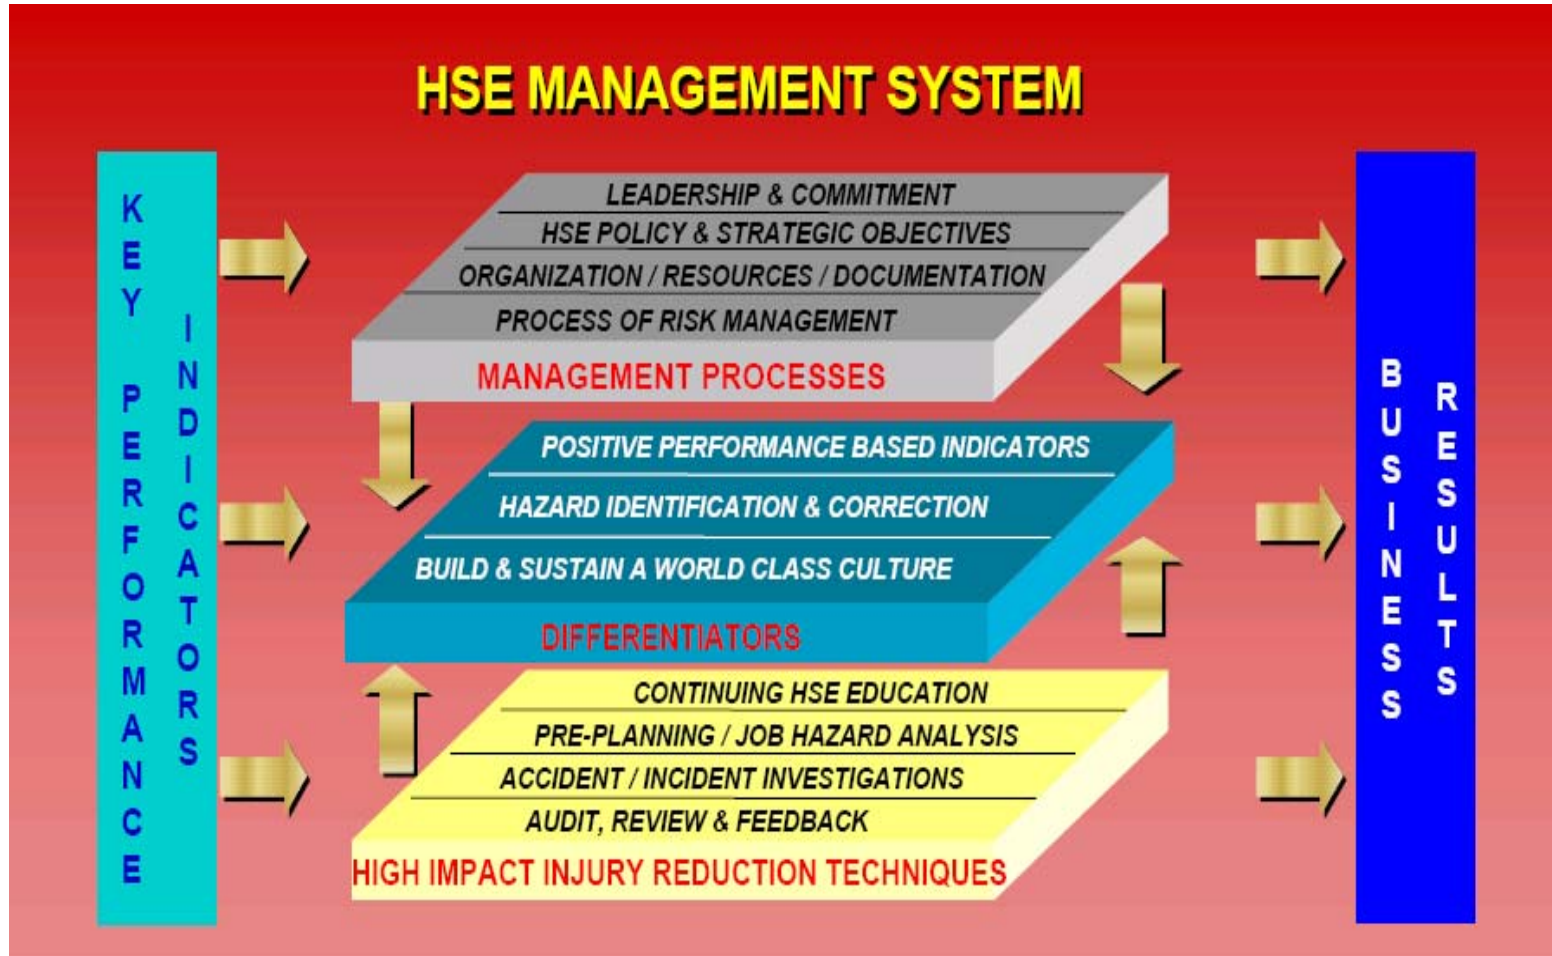 HSE MANAGEMENT SYSTEM
KEY PERFORMANCE
INDICATORS
LEADERSHIP & COMMITMENT
HSE POLICY & STRATEGIC OBJECTIVES
ORGANIZATION / RESOURCES / DOCUMENTATION
PROCESS OF RISK MANAGEMENT
MANAGEMENT PROCESSES
POSITIVE PERFORMANCE BASED INDICATORS
HAZARD IDENTIFICATION & CORRECTION
BUILD & SUSTAIN A WORLD CLASS CULTURE
DIFFERENTIATORS
CONTINUING HSE EDUCATION
PRE-PLANNING / JOB HAZARD ANALYSIS
ACCIDENT / INCIDENT INVESTIGATIONS
AUDIT, REVIEW & FEEDBACK
HIGH IMPACT INJURY REDUCTION TECHNIQUES
BUSINESS
RESULTS